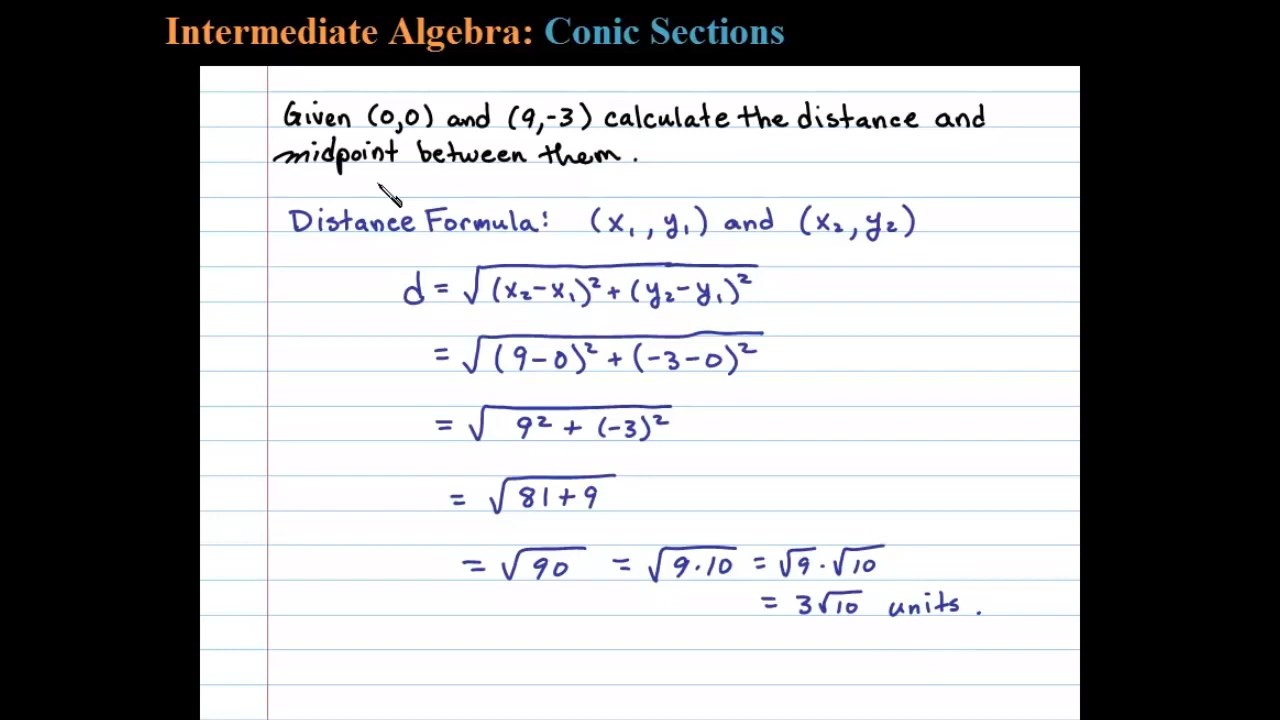 Intermediate Algebra: Conic Sections
Given (0,0) and (9,-3) calculate the distance and
midpoint between them.
Distance Formula: (x₁, y₁) and (x₂, y₂)
d = √((x₂-x₁)² + (y₂-y₁)²)
= √((9-0)² + (-3-0)²)
= √(9² + (-3)²)
= √(81+9)
= √90 = √(9·10) = √9 · √10
= 3√10 units.